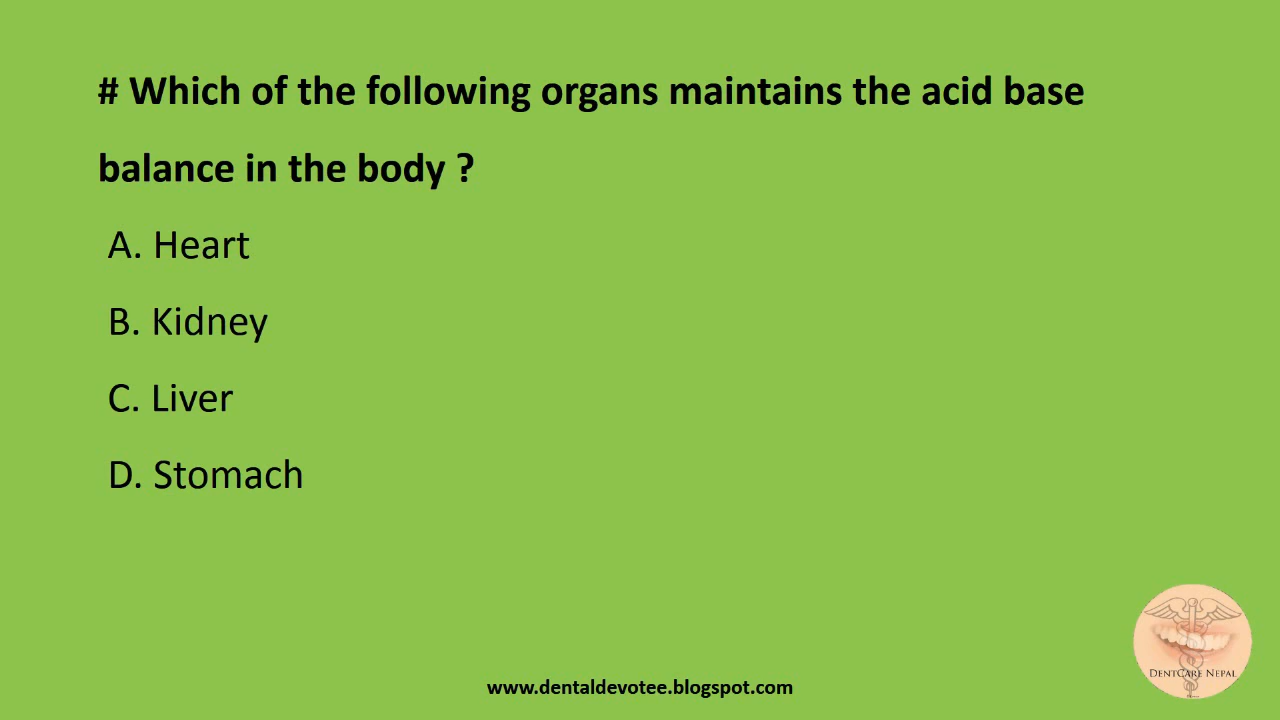 # Which of the following organs maintains the acid base
balance in the body ?
A. Heart
B. Kidney
C. Liver
D. Stomach
DENTCARE NEPAL
www.dentaldevotee.blogspot.com